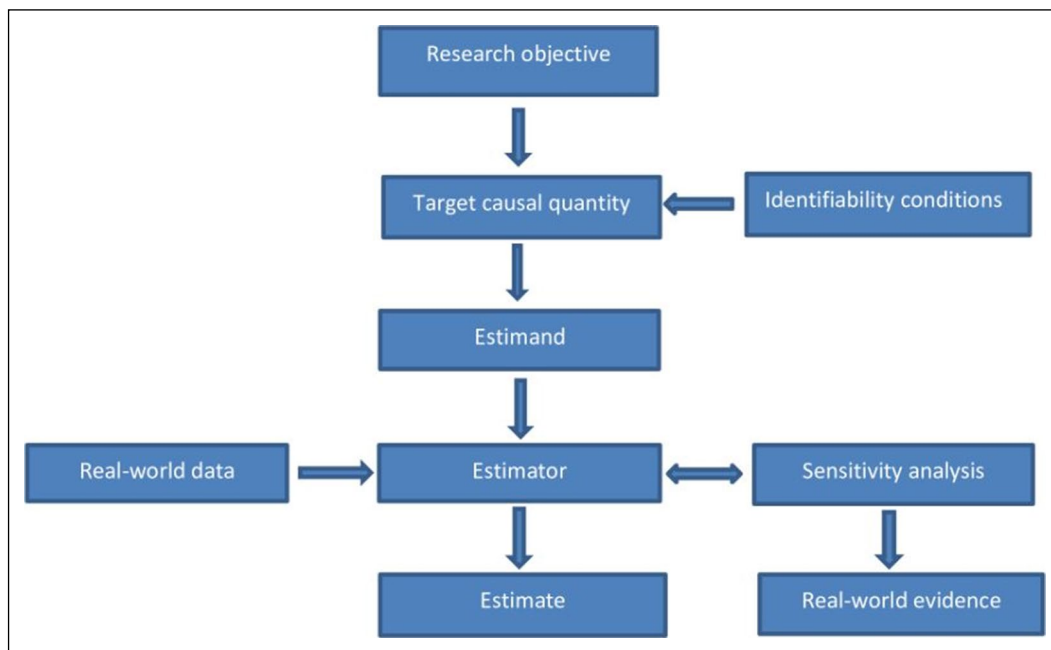 Research objective
Target causal quantity
Identifiability conditions
Estimand
Real-world data
Estimator
Sensitivity analysis
Estimate
Real-world evidence